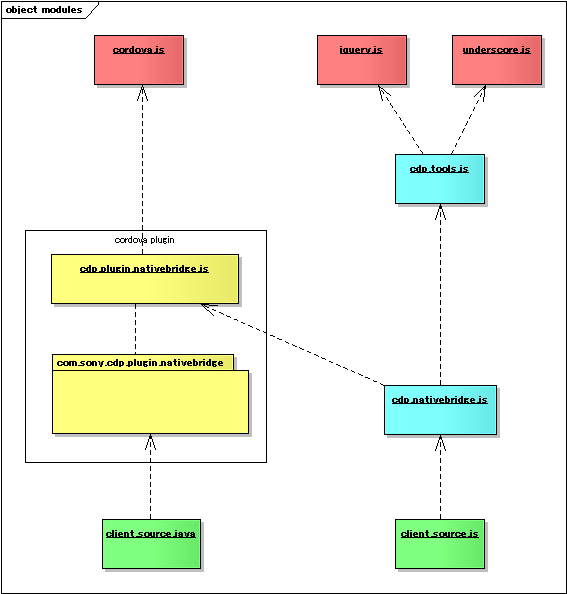 object modules
cordova.js
jquery.js
underscore.js
cdp.tools.js
cordova plugin
cdp.plugin.nativebridge.js
com.sony.cdp.plugin.nativebridge
cdp.nativebridge.js
client.source.java
client.source.js